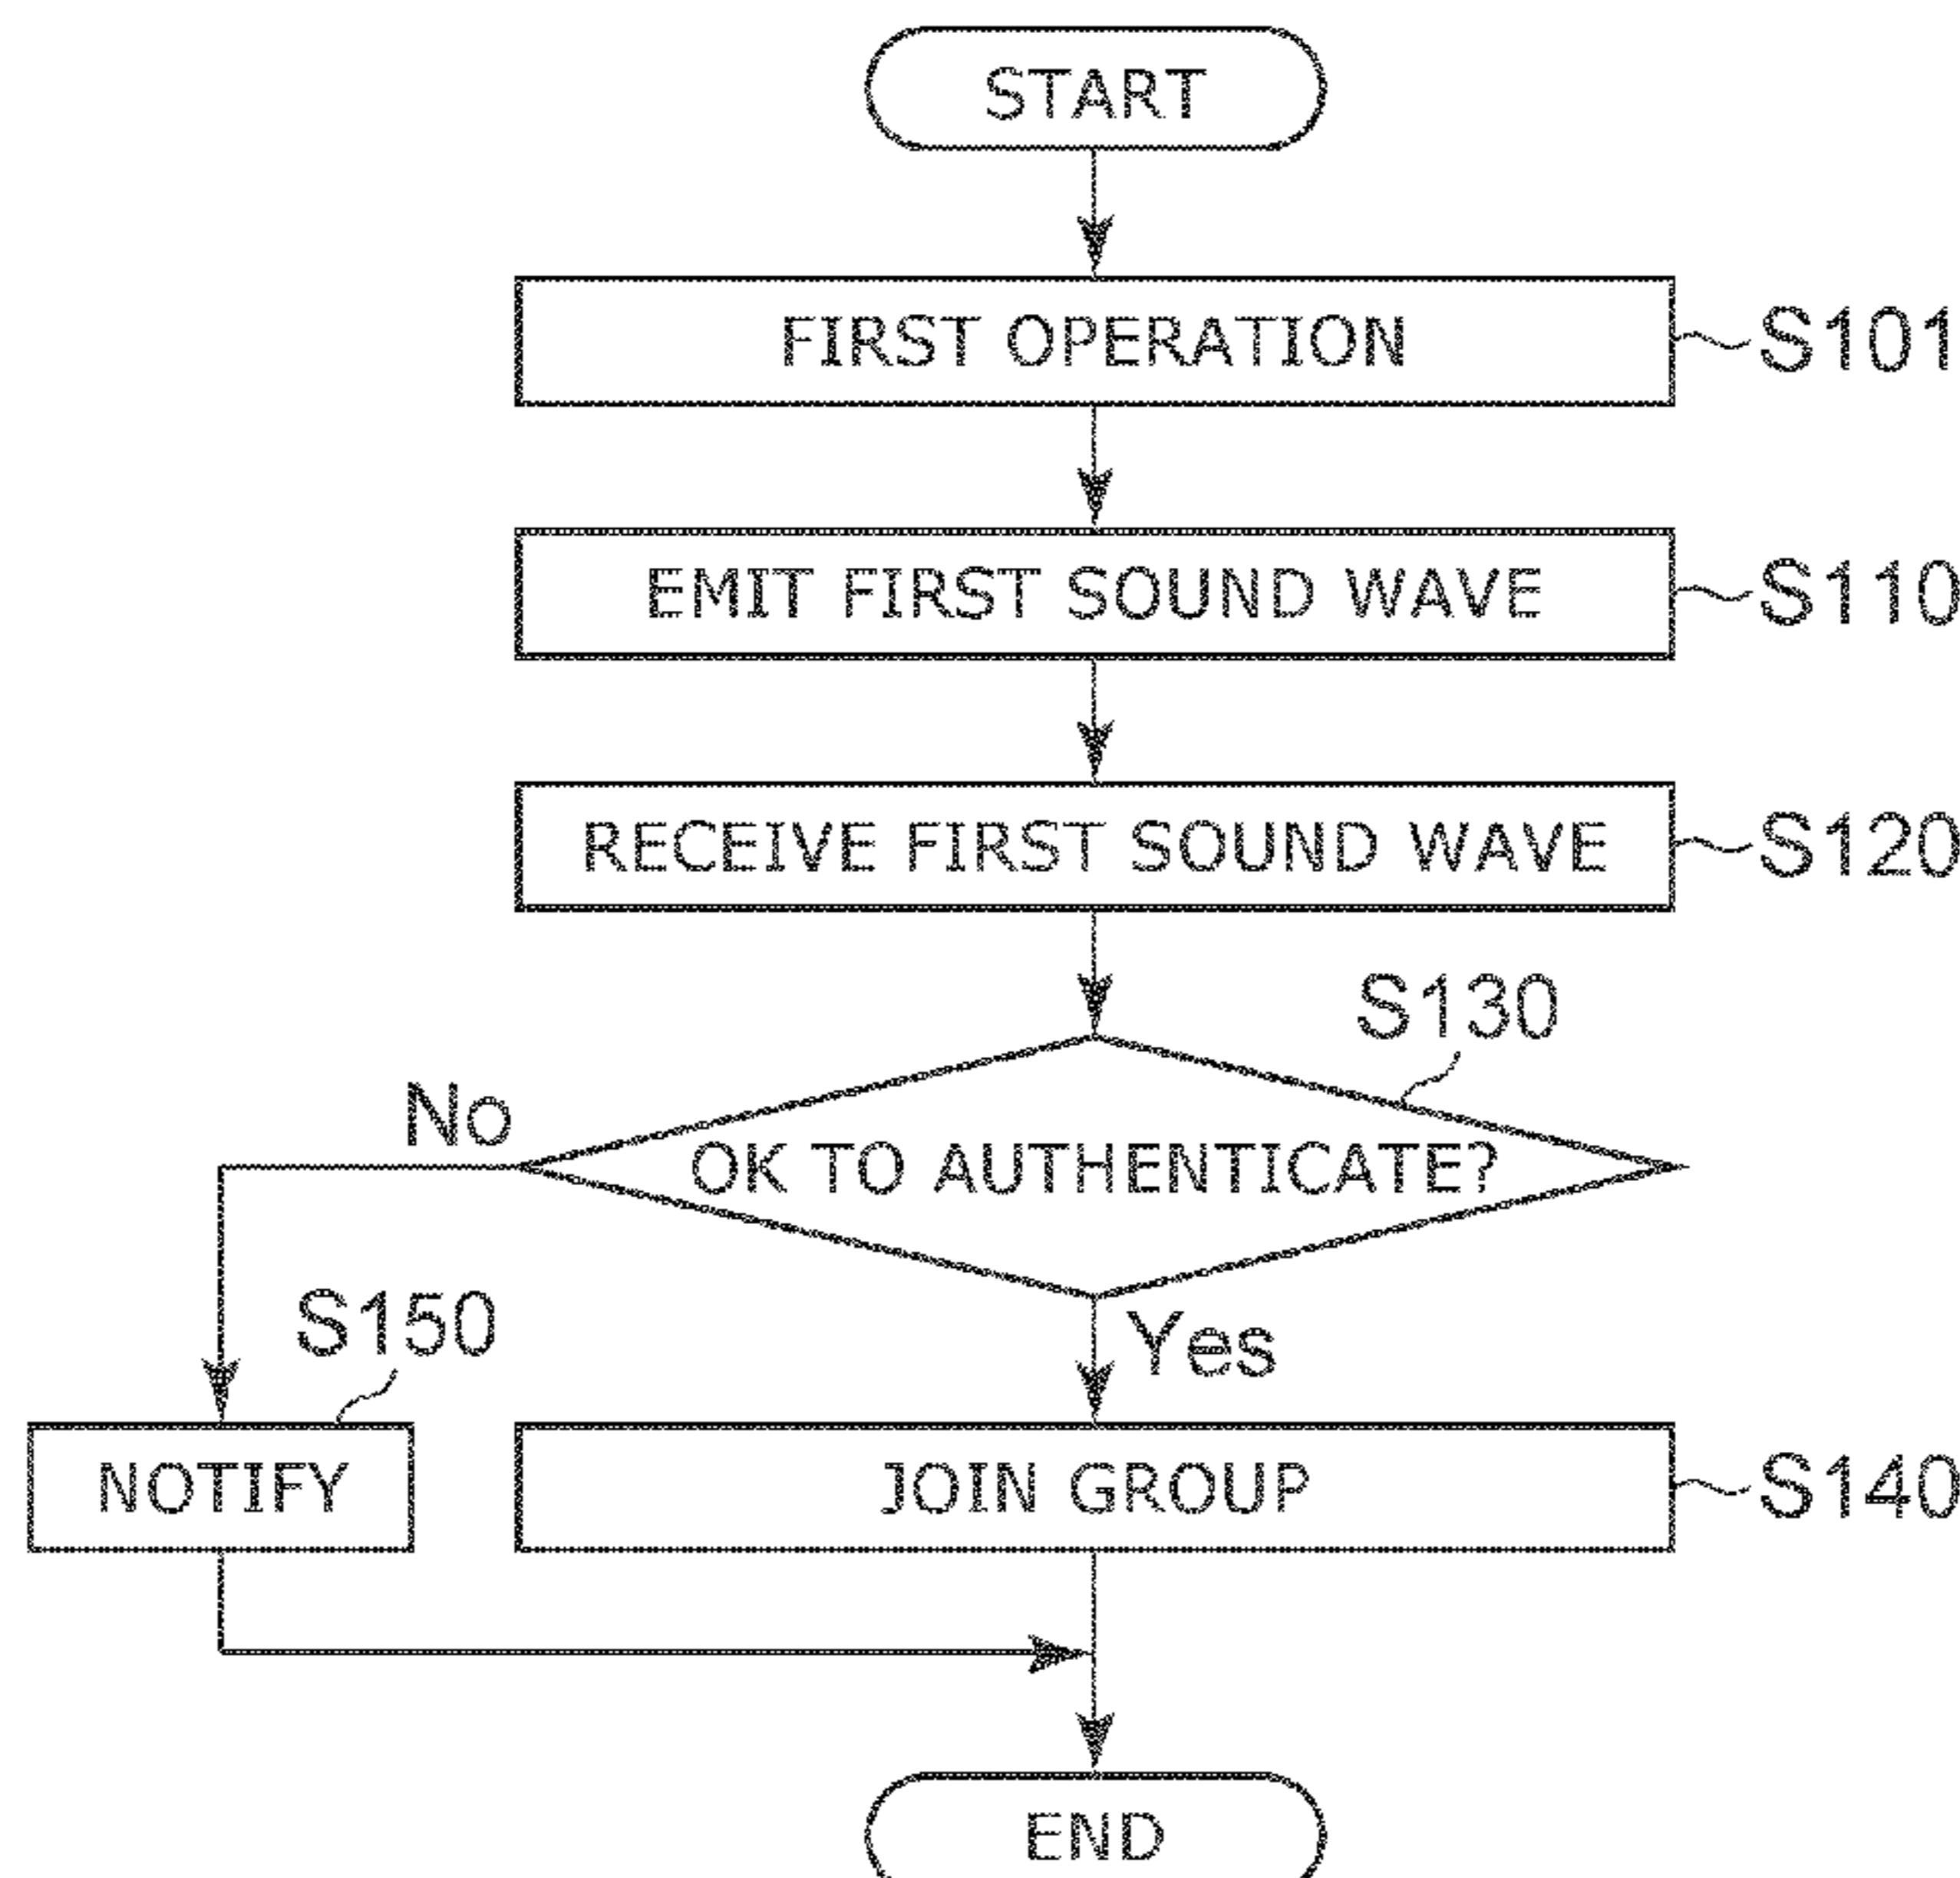 START
FIRST OPERATION S101
EMIT FIRST SOUND WAVE S110
RECEIVE FIRST SOUND WAVE S120
S130
No
OK TO AUTHENTICATE?
S150
Yes
NOTIFY
JOIN GROUP S140
END